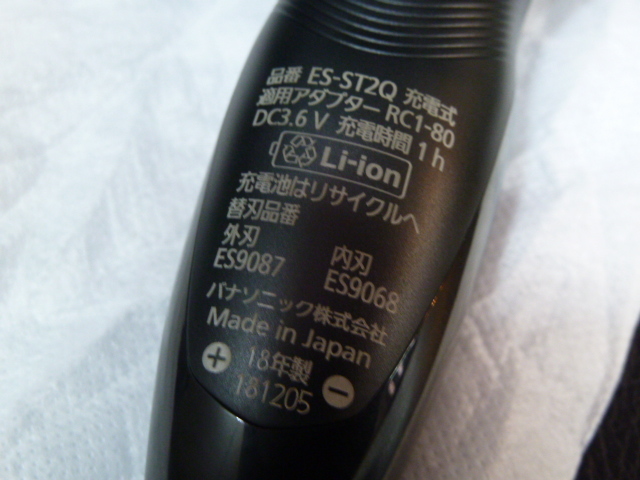 品番 ES-ST2Q 充電式
適用アダプター RC1-80
DC3.6 V 充電時間 1 h
Li-ion
充電池はリサイクルへ
替刃品番
外刃 内刃
ES9087 ES9068
パナソニック株式会社
Made in Japan
+ 18年製 −
181205